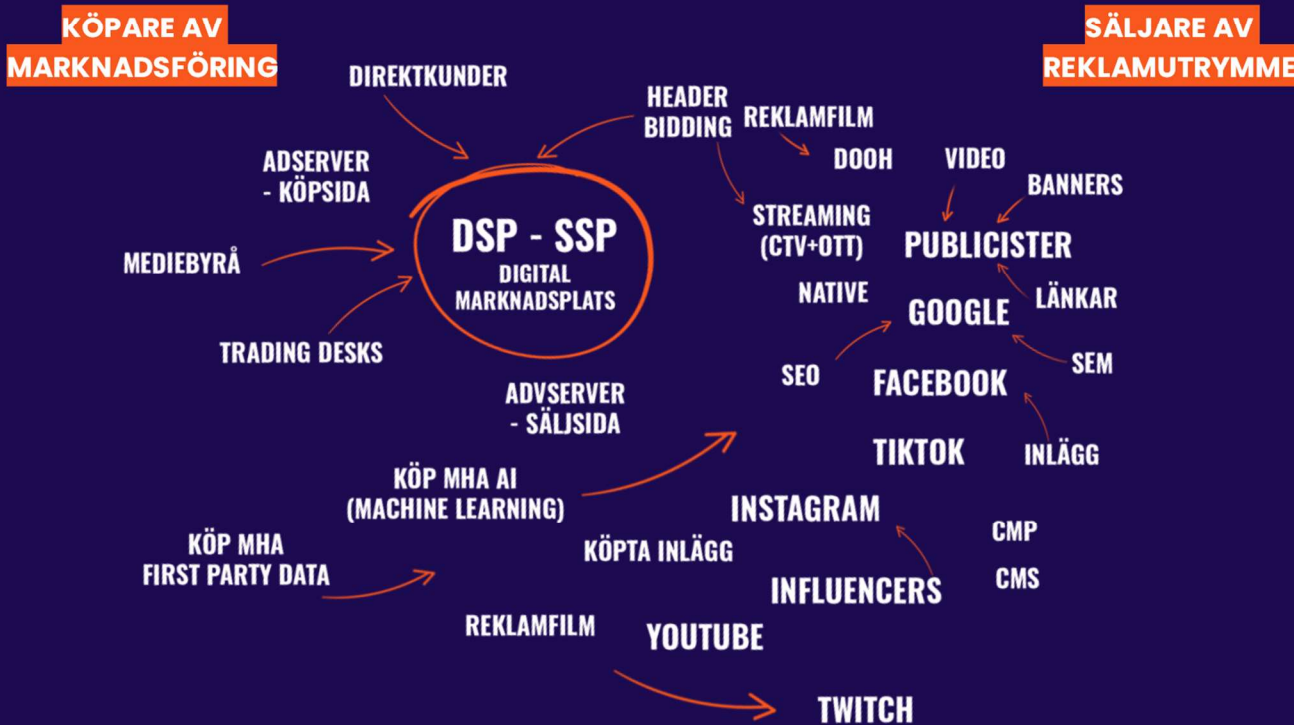 KÖPARE AV
MARKNADSFÖRING
SÄLJARE AV
REKLAMUTRYMME
DIREKTKUNDER
HEADER
BIDDING
REKLAMFILM
DOOH
VIDEO
BANNERS
ADSERVER
- KÖPSIDA
STREAMING
(CTV+OTT)
PUBLICISTER
DSP - SSP
DIGITAL
MARKNADSPLATS
MEDIEBYRÅ
NATIVE
LÄNKAR
GOOGLE
TRADING DESKS
SEO
SEM
FACEBOOK
ADVSERVER
- SÄLJSIDA
TIKTOK
INLÄGG
KÖP MHA AI
(MACHINE LEARNING)
INSTAGRAM
CMP
KÖPTA INLÄGG
KÖP MHA
FIRST PARTY DATA
CMS
INFLUENCERS
REKLAMFILM
YOUTUBE
TWITCH